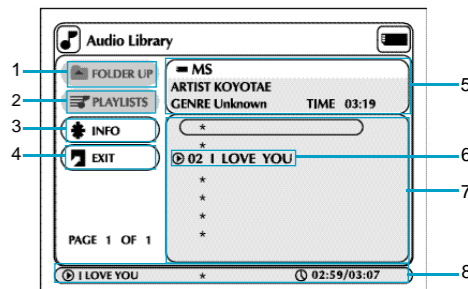 Audio Library
1 FOLDER UP
2 PLAYLISTS
3 INFO
4 EXIT
PAGE 1 OF 1
MS
ARTIST KOYOTAE
GENRE Unknown TIME 03:19
5
*
*
02 I LOVE YOU
6
*
*
*
*
7
I LOVE YOU * 02:59/03:07
8